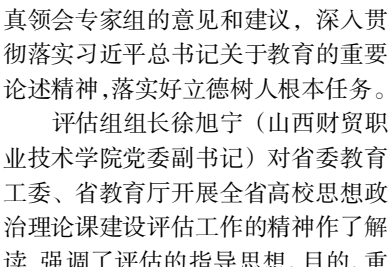 真领会专家组的意见和建议，深入贯
彻落实习近平总书记关于教育的重要
论述精神，落实好立德树人根本任务。
评估组组长徐旭宁（山西财贸职
业技术学院党委副书记）对省委教育
工委、省教育厅开展全省高校思想政
治理论课建设评估工作的精神作了解
读，强调了评估的指导思想、目的、重